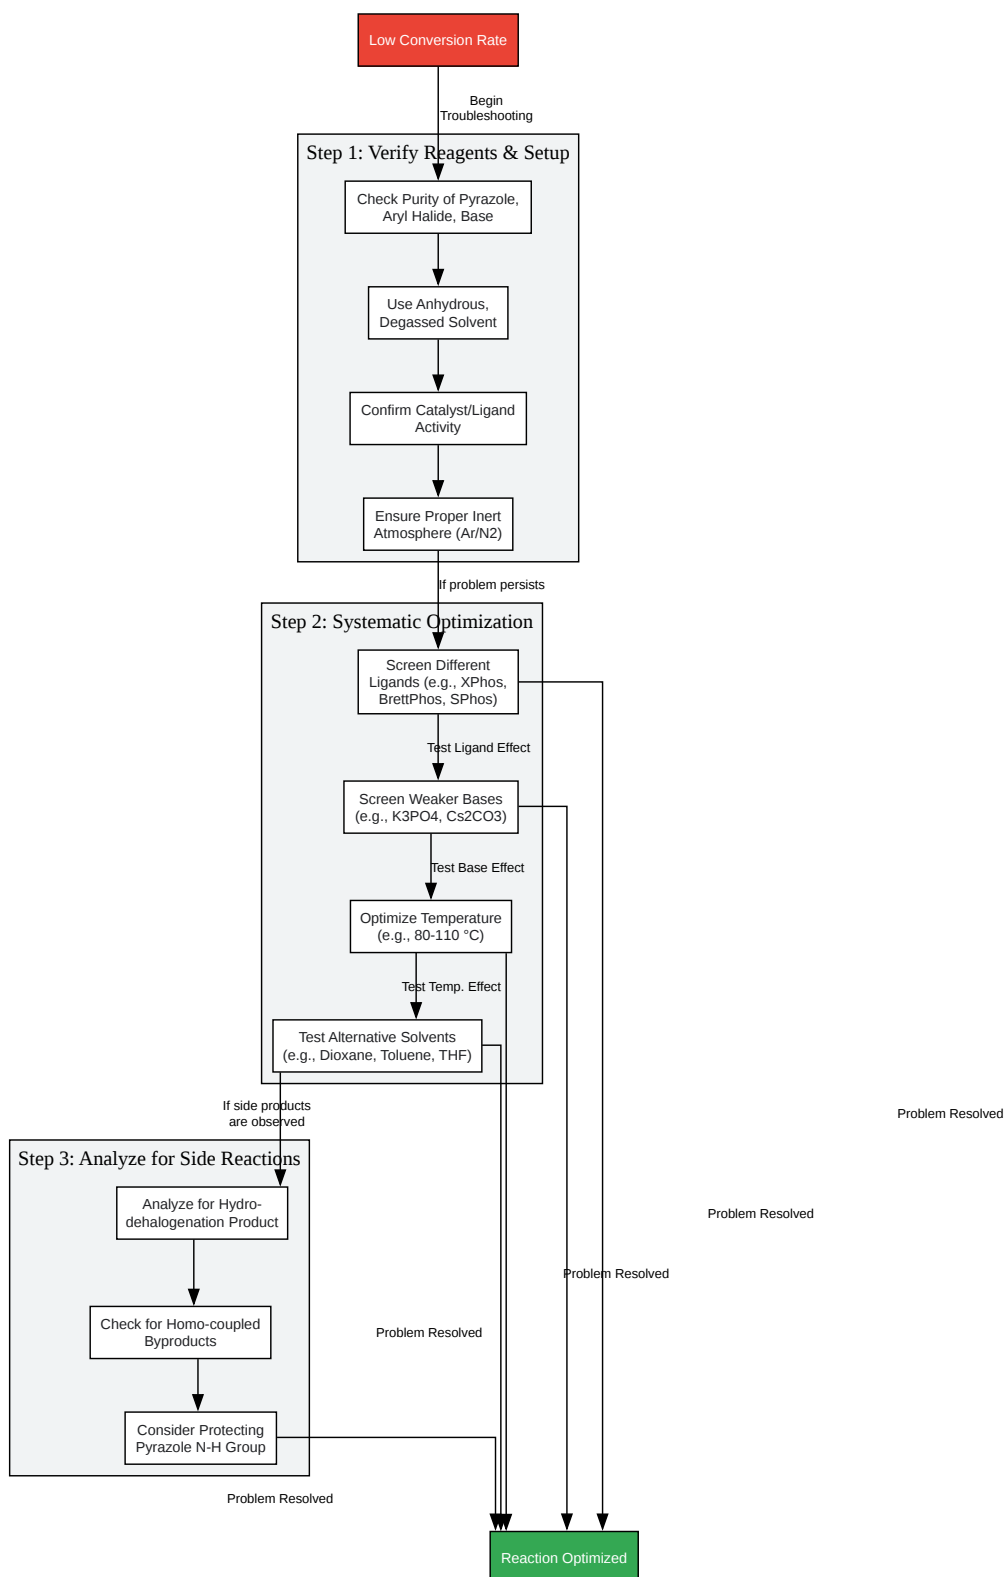 Low Conversion Rate
Begin
Troubleshooting
Step 1: Verify Reagents & Setup
Check Purity of Pyrazole,
Aryl Halide, Base
Use Anhydrous,
Degassed Solvent
Confirm Catalyst/Ligand
Activity
Ensure Proper Inert
Atmosphere (Ar/N2)
If problem persists
Step 2: Systematic Optimization
Screen Different
Ligands (e.g., XPhos,
BrettPhos, SPhos)
Test Ligand Effect
Screen Weaker Bases
(e.g., K3PO4, Cs2CO3)
Test Base Effect
Optimize Temperature
(e.g., 80-110 °C)
Test Temp. Effect
Test Alternative Solvents
(e.g., Dioxane, Toluene, THF)
If side products
are observed
Problem Resolved
Step 3: Analyze for Side Reactions
Analyze for Hydro-
dehalogenation Product
Problem Resolved
Problem Resolved
Check for Homo-coupled
Byproducts
Problem Resolved
Consider Protecting
Pyrazole N-H Group
Problem Resolved
Reaction Optimized